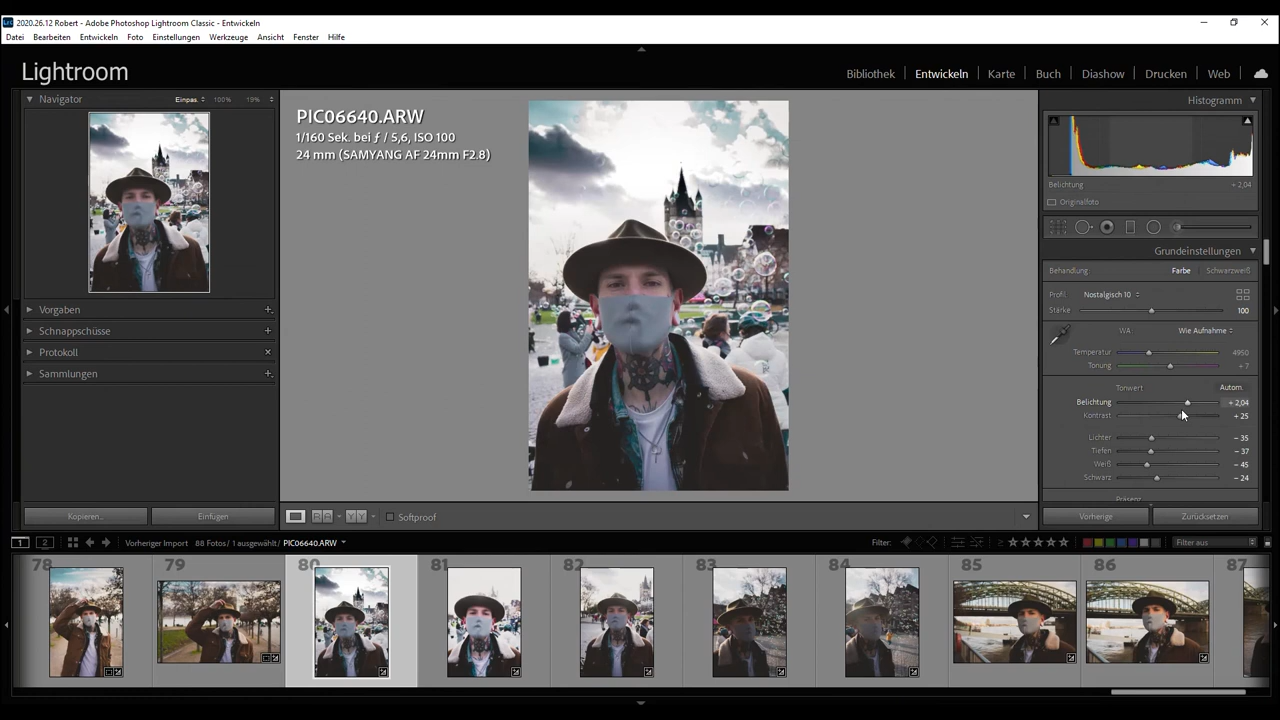 2020.26.12 Robert - Adobe Photoshop Lightroom Classic - Entwickeln
Datei Bearbeiten Entwickeln Foto Einstellungen Werkzeuge Ansicht Fenster Hilfe
Lightroom
Bibliothek Entwickeln Karte Buch Diashow Drucken Web
Navigator Einpas. 100% 19%
PIC06640.ARW
1/160 Sek. bei ƒ / 5,6, ISO 100
24 mm (SAMYANG AF 24mm F2.8)
Vorgaben
Schnappschüsse
Protokoll
Sammlungen
Kopieren... Einfügen
Softproof
Histogramm
Belichtung + 2,04
Originalfoto
Grundeinstellungen
Behandlung: Farbe Schwarzweiß
Profil: Nostalgisch 10
Stärke 100
WA: Wie Aufnahme
Temperatur 4950
Tonung + 7
Tonwert Autom.
Belichtung + 2,04
Kontrast + 25
Lichter − 35
Tiefen − 37
Weiß − 45
Schwarz − 24
Präsenz
Vorherige Zurücksetzen
1 2 Vorheriger Import 88 Fotos / 1 ausgewählt / PIC06640.ARW Filter: Filter aus
78 79 80 81 82 83 84 85 86 87